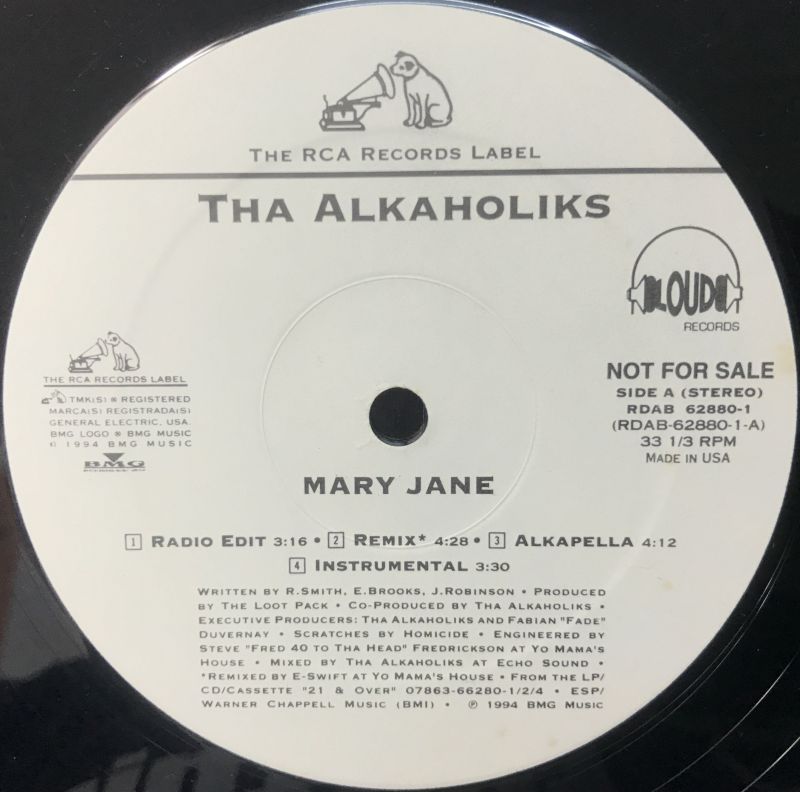 THE RCA RECORDS LABEL
THA ALKAHOLIKS
LOUD
RECORDS
THE RCA RECORDS LABEL
TMK(S) ® REGISTERED
MARCA(S) REGISTRADA(S)
GENERAL ELECTRIC, USA.
BMG LOGO ® BMG MUSIC
© 1994 BMG MUSIC
BMG
NOT FOR SALE
SIDE A (STEREO)
RDAB 62880-1
(RDAB-62880-1-A)
33 1/3 RPM
MADE IN USA
MARY JANE
1 RADIO EDIT 3:16 • 2 REMIX* 4:28 • 3 ALKAPELLA 4:12
4 INSTRUMENTAL 3:30
WRITTEN BY R.SMITH, E.BROOKS, J.ROBINSON • PRODUCED
BY THE LOOT PACK • CO-PRODUCED BY THA ALKAHOLIKS •
EXECUTIVE PRODUCERS: THA ALKAHOLIKS AND FABIAN "FADE"
DUVERNAY • SCRATCHES BY HOMICIDE • ENGINEERED BY
STEVE "FRED 40 TO THA HEAD" FREDRICKSON AT YO MAMA'S
HOUSE • MIXED BY THA ALKAHOLIKS AT ECHO SOUND •
*REMIXED BY E-SWIFT AT YO MAMA'S HOUSE • FROM THE LP/
CD/CASSETTE "21 & OVER" 07863-66280-1/2/4 • ESP/
WARNER CHAPPELL MUSIC (BMI) • ℗ 1994 BMG MUSIC